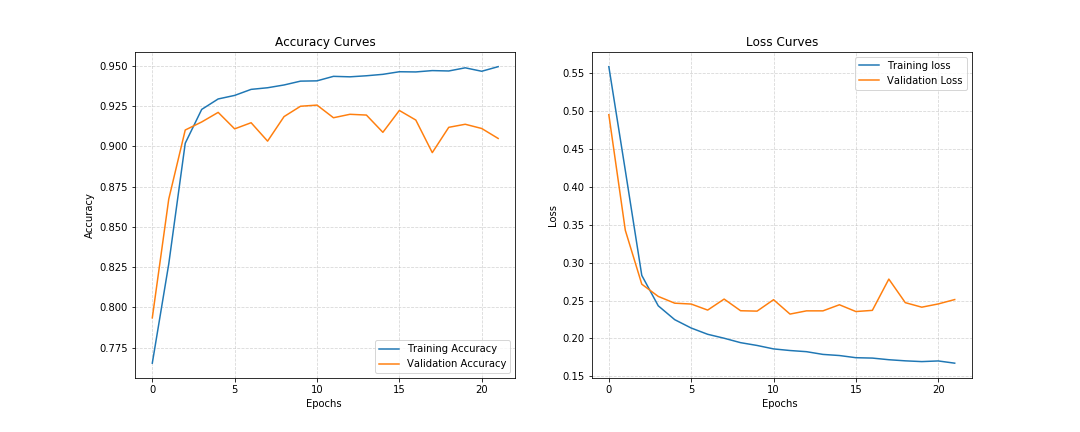 Accuracy Curves
0.950
0.925
0.900
0.875
0.850
0.825
0.800
0.775
Accuracy
0 5 10 15 20
Epochs
Training Accuracy
Validation Accuracy
Loss Curves
0.55
0.50
0.45
0.40
0.35
0.30
0.25
0.20
0.15
Loss
0 5 10 15 20
Epochs
Training loss
Validation Loss